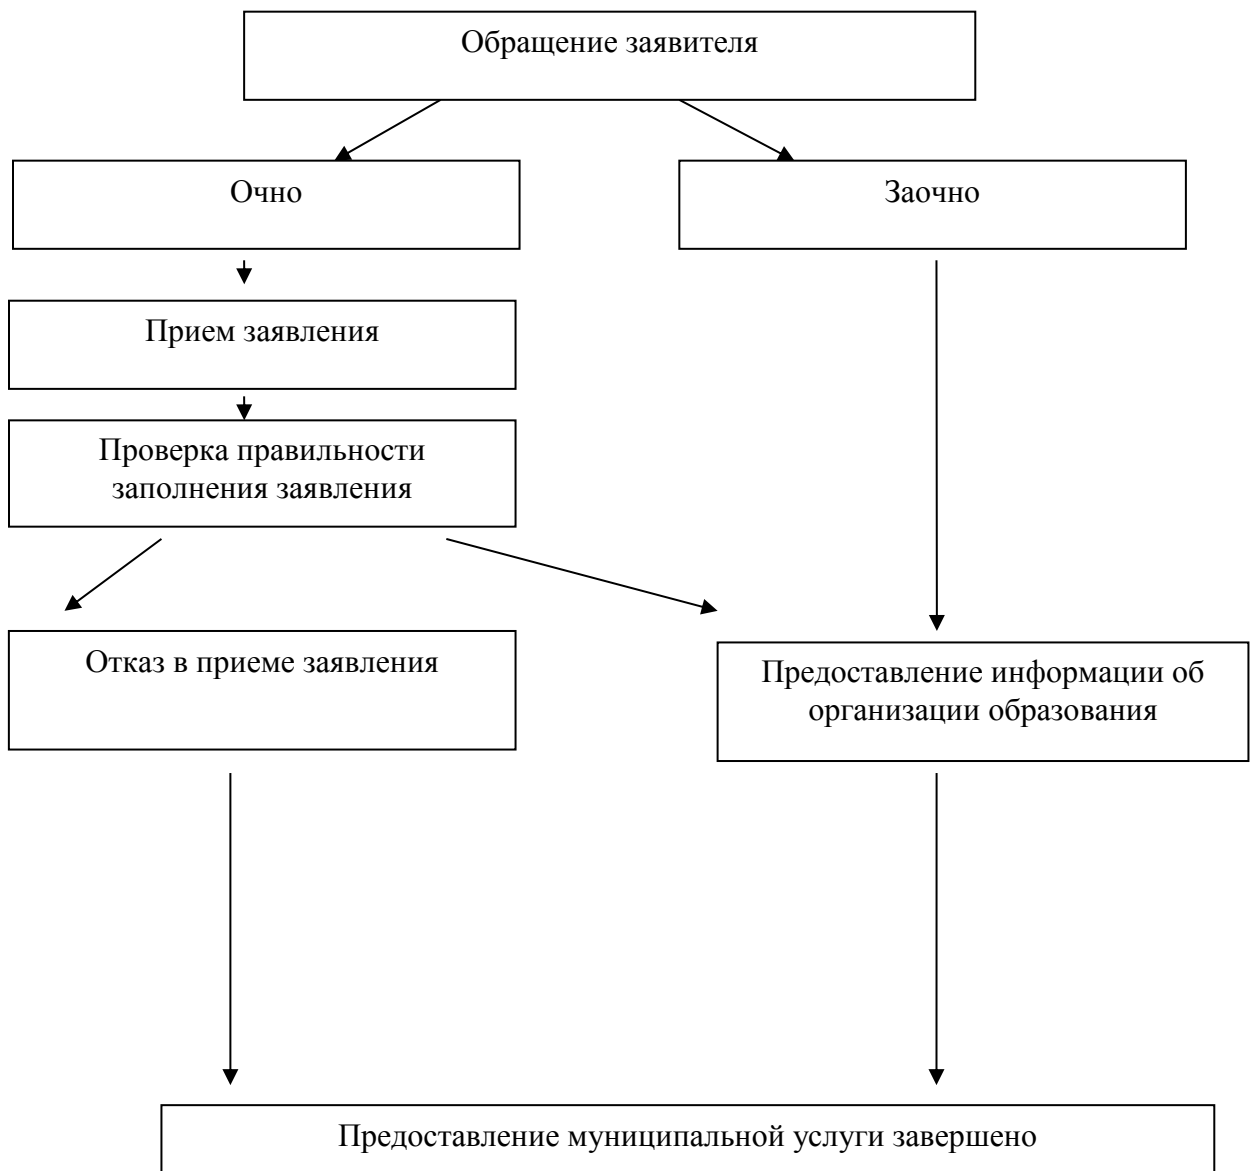 Обращение заявителя
Очно
Заочно
Прием заявления
Проверка правильности
заполнения заявления
Отказ в приеме заявления
Предоставление информации об
организации образования
Предоставление муниципальной услуги завершено